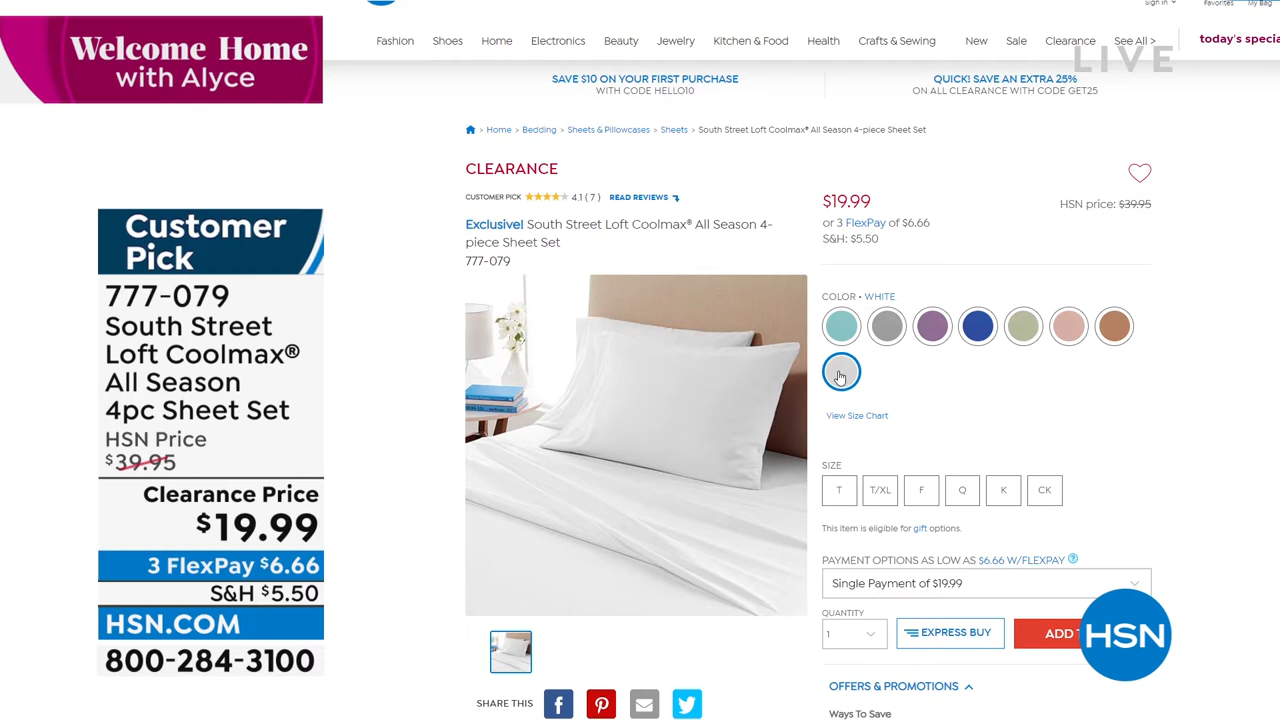 Welcome Home
with Alyce
Customer
Pick
777-079
South Street
Loft Coolmax®
All Season
4pc Sheet Set
HSN Price
$39.95
Clearance Price
$19.99
3 FlexPay $6.66
S&H $5.50
HSN.COM
800-284-3100
Sign In
Favorites
My Bag
Fashion
Shoes
Home
Electronics
Beauty
Jewelry
Kitchen & Food
Health
Crafts & Sewing
New
Sale
Clearance
See All >
today's specia
LIVE
SAVE $10 ON YOUR FIRST PURCHASE
WITH CODE HELLO10
QUICK! SAVE AN EXTRA 25%
ON ALL CLEARANCE WITH CODE GET25
> Home > Bedding > Sheets & Pillowcases > Sheets > South Street Loft Coolmax® All Season 4-piece Sheet Set
CLEARANCE
CUSTOMER PICK 4.1 ( 7 ) READ REVIEWS
Exclusive! South Street Loft Coolmax® All Season 4-
piece Sheet Set
777-079
$19.99
HSN price: $39.95
or 3 FlexPay of $6.66
S&H: $5.50
COLOR • WHITE
View Size Chart
SIZE
T T/XL F Q K CK
This item is eligible for gift options.
PAYMENT OPTIONS AS LOW AS $6.66 W/FLEXPAY ?
Single Payment of $19.99
QUANTITY
1
EXPRESS BUY
ADD T
HSN
OFFERS & PROMOTIONS
Ways To Save
SHARE THIS